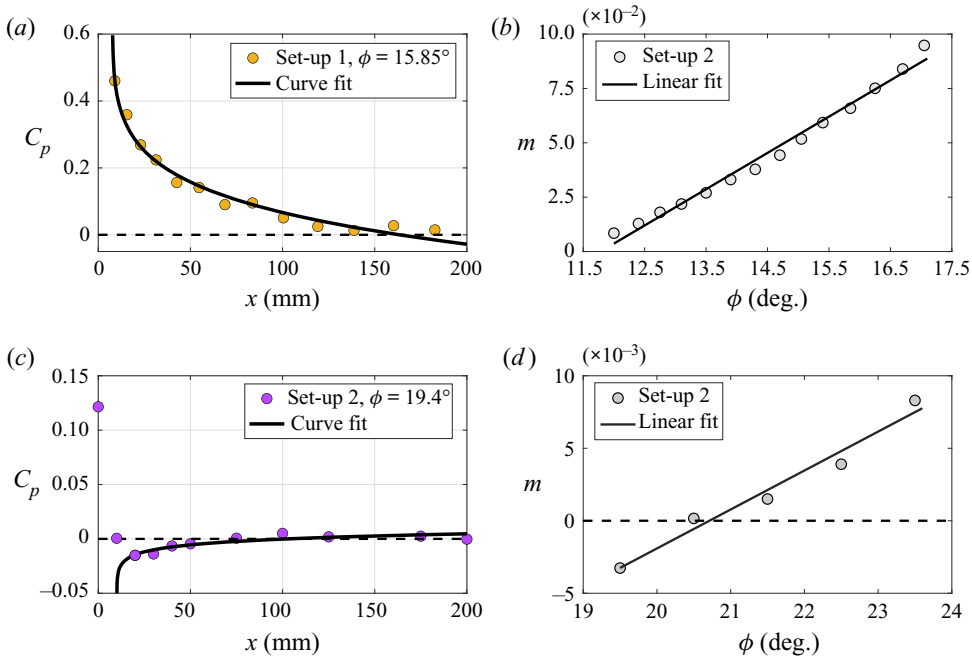 (a)
0.6
0.4
0.2
0
C_p
Set-up 1, ϕ = 15.85°
Curve fit
0 50 100 150 200
x (mm)
(b)
(×10⁻²)
10.0
7.5
5.0
2.5
0
m
Set-up 2
Linear fit
11.5 12.5 13.5 14.5 15.5 16.5 17.5
ϕ (deg.)
(c)
0.15
0.10
0.05
0
–0.05
C_p
Set-up 2, ϕ = 19.4°
Curve fit
0 50 100 150 200
x (mm)
(d)
(×10⁻³)
10
5
0
–5
m
Set-up 2
Linear fit
19 20 21 22 23 24
ϕ (deg.)